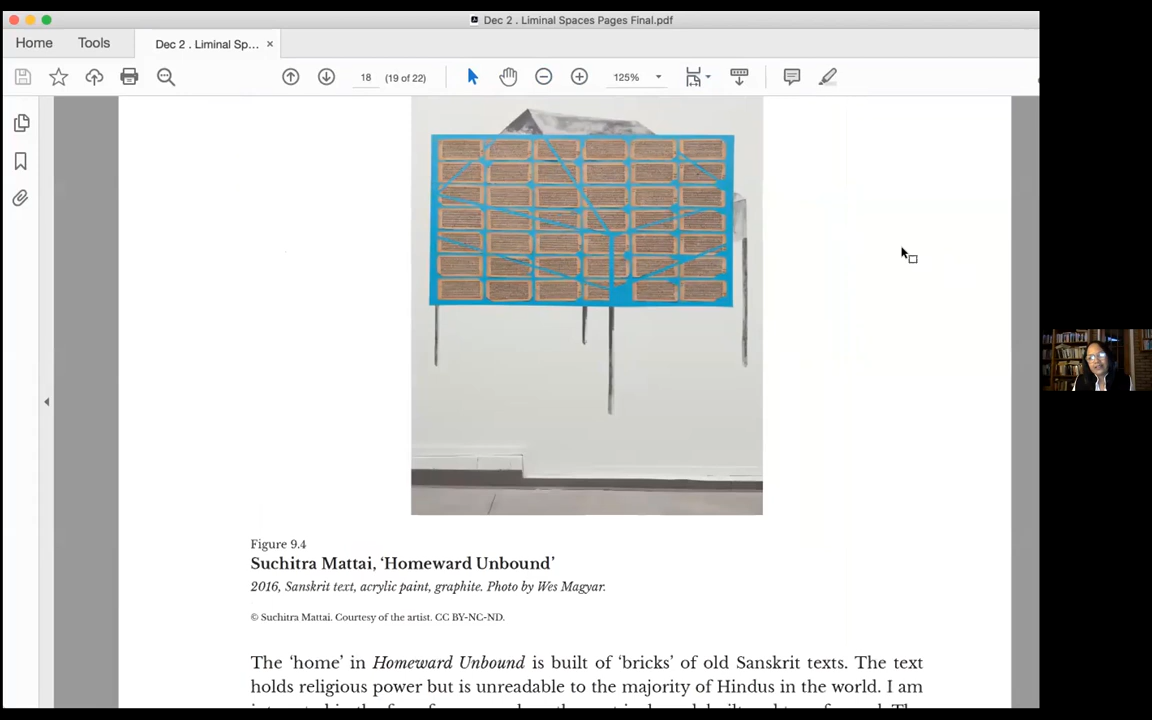 Dec 2 . Liminal Spaces Pages Final.pdf
Home Tools Dec 2 . Liminal Sp... ×
18 (19 of 22) 125%
Figure 9.4
Suchitra Mattai, ‘Homeward Unbound’
2016, Sanskrit text, acrylic paint, graphite. Photo by Wes Magyar.
© Suchitra Mattai. Courtesy of the artist. CC BY-NC-ND.
The ‘home’ in Homeward Unbound is built of ‘bricks’ of old Sanskrit texts. The text
holds religious power but is unreadable to the majority of Hindus in the world. I am